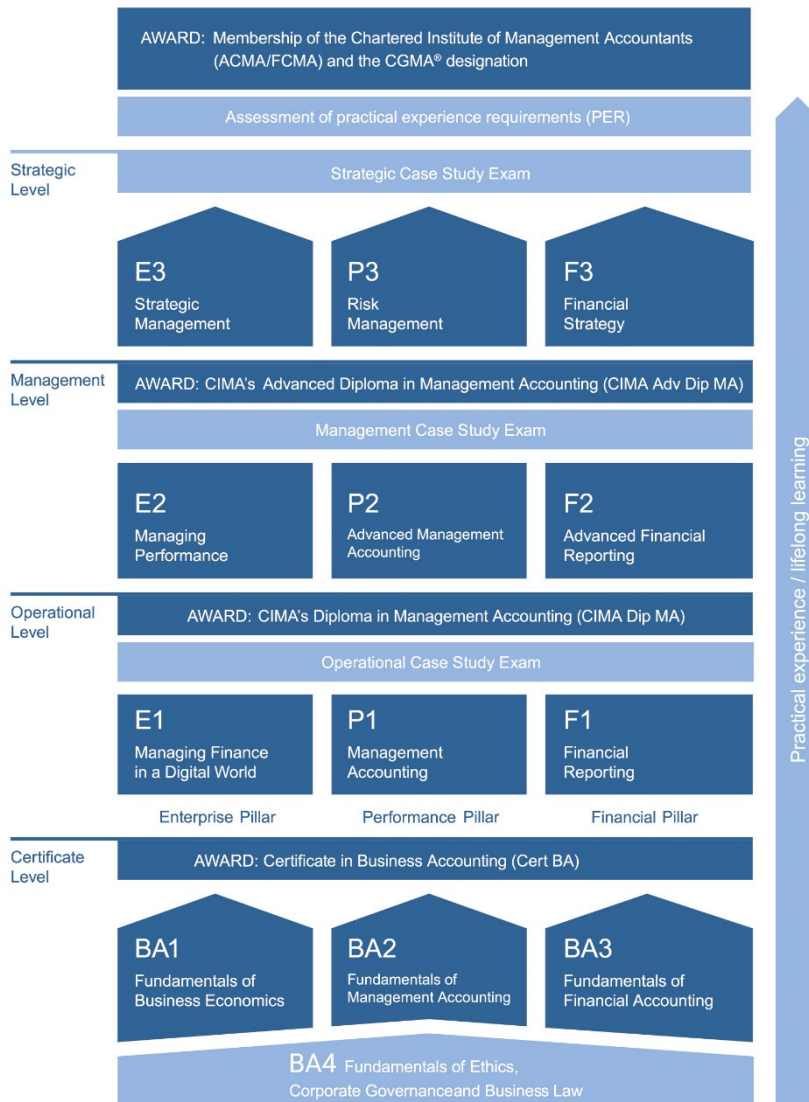 AWARD: Membership of the Chartered Institute of Management Accountants
(ACMA/FCMA) and the CGMA® designation
Assessment of practical experience requirements (PER)
Strategic
Level
Strategic Case Study Exam
E3
Strategic
Management
P3
Risk
Management
F3
Financial
Strategy
Management
Level
AWARD: CIMA's Advanced Diploma in Management Accounting (CIMA Adv Dip MA)
Management Case Study Exam
E2
Managing
Performance
P2
Advanced Management
Accounting
F2
Advanced Financial
Reporting
Operational
Level
AWARD: CIMA's Diploma in Management Accounting (CIMA Dip MA)
Operational Case Study Exam
E1
Managing Finance
in a Digital World
P1
Management
Accounting
F1
Financial
Reporting
Enterprise Pillar
Performance Pillar
Financial Pillar
Certificate
Level
AWARD: Certificate in Business Accounting (Cert BA)
BA1
Fundamentals of
Business Economics
BA2
Fundamentals of
Management Accounting
BA3
Fundamentals of
Financial Accounting
BA4 Fundamentals of Ethics,
Corporate Governanceand Business Law
Practical experience / lifelong learning